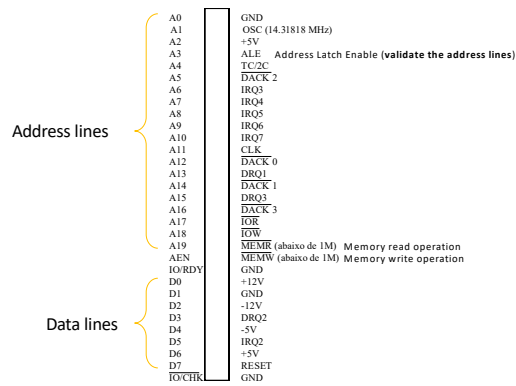 A0 GND
A1 OSC (14.31818 MHz)
A2 +5V
A3 ALE Address Latch Enable (validate the address lines)
A4 TC/2C
A5 DACK 2
A6 IRQ3
A7 IRQ4
A8 IRQ5
A9 IRQ6
A10 IRQ7
Address lines
A11 CLK
A12 DACK 0
A13 DRQ1
A14 DACK 1
A15 DRQ3
A16 DACK 3
A17 IOR
A18 IOW
A19 MEMR (abaixo de 1M) Memory read operation
AEN MEMW (abaixo de 1M) Memory write operation
IO/RDY GND
D0 +12V
D1 GND
D2 -12V
Data lines
D3 DRQ2
D4 -5V
D5 IRQ2
D6 +5V
D7 RESET
IO/CHK GND